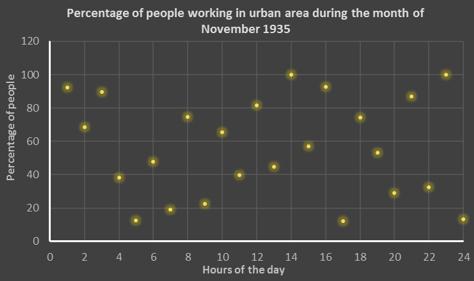 Percentage of people working in urban area during the month of
November 1935
120
100
80
60
40
20
0
Percentage of people
0 2 4 6 8 10 12 14 16 18 20 22 24
Hours of the day